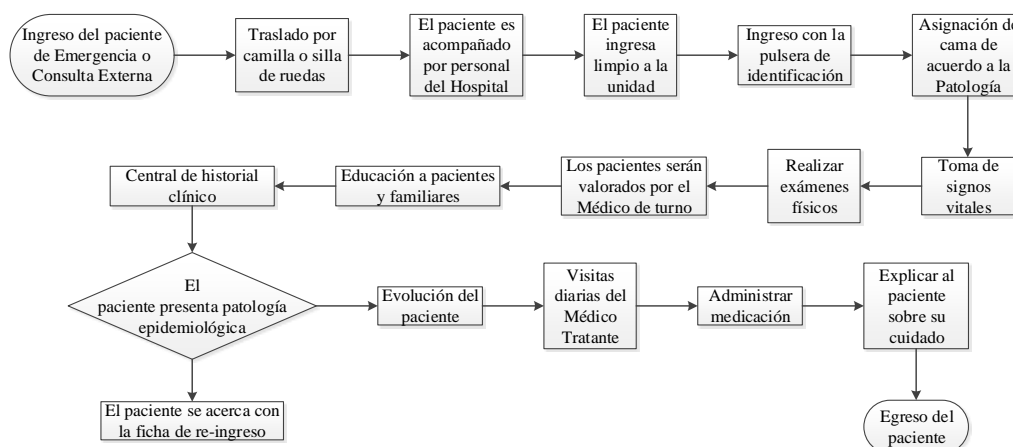 Ingreso del paciente
de Emergencia o
Consulta Externa
Traslado por
camilla o silla
de ruedas
El paciente es
acompañado
por personal
del Hospital
El paciente
ingresa
limpio a la
unidad
Ingreso con la
pulsera de
identificación
Asignación de
cama de
acuerdo a la
Patología
Toma de
signos
vitales
Realizar
exámenes
físicos
Los pacientes serán
valorados por el
Médico de turno
Educación a pacientes
y familiares
Central de historial
clínico
El
paciente presenta patología
epidemiológica
Evolución del
paciente
Visitas
diarias del
Médico
Tratante
Administrar
medicación
Explicar al
paciente
sobre su
cuidado
El paciente se acerca con
la ficha de re-ingreso
Egreso del
paciente